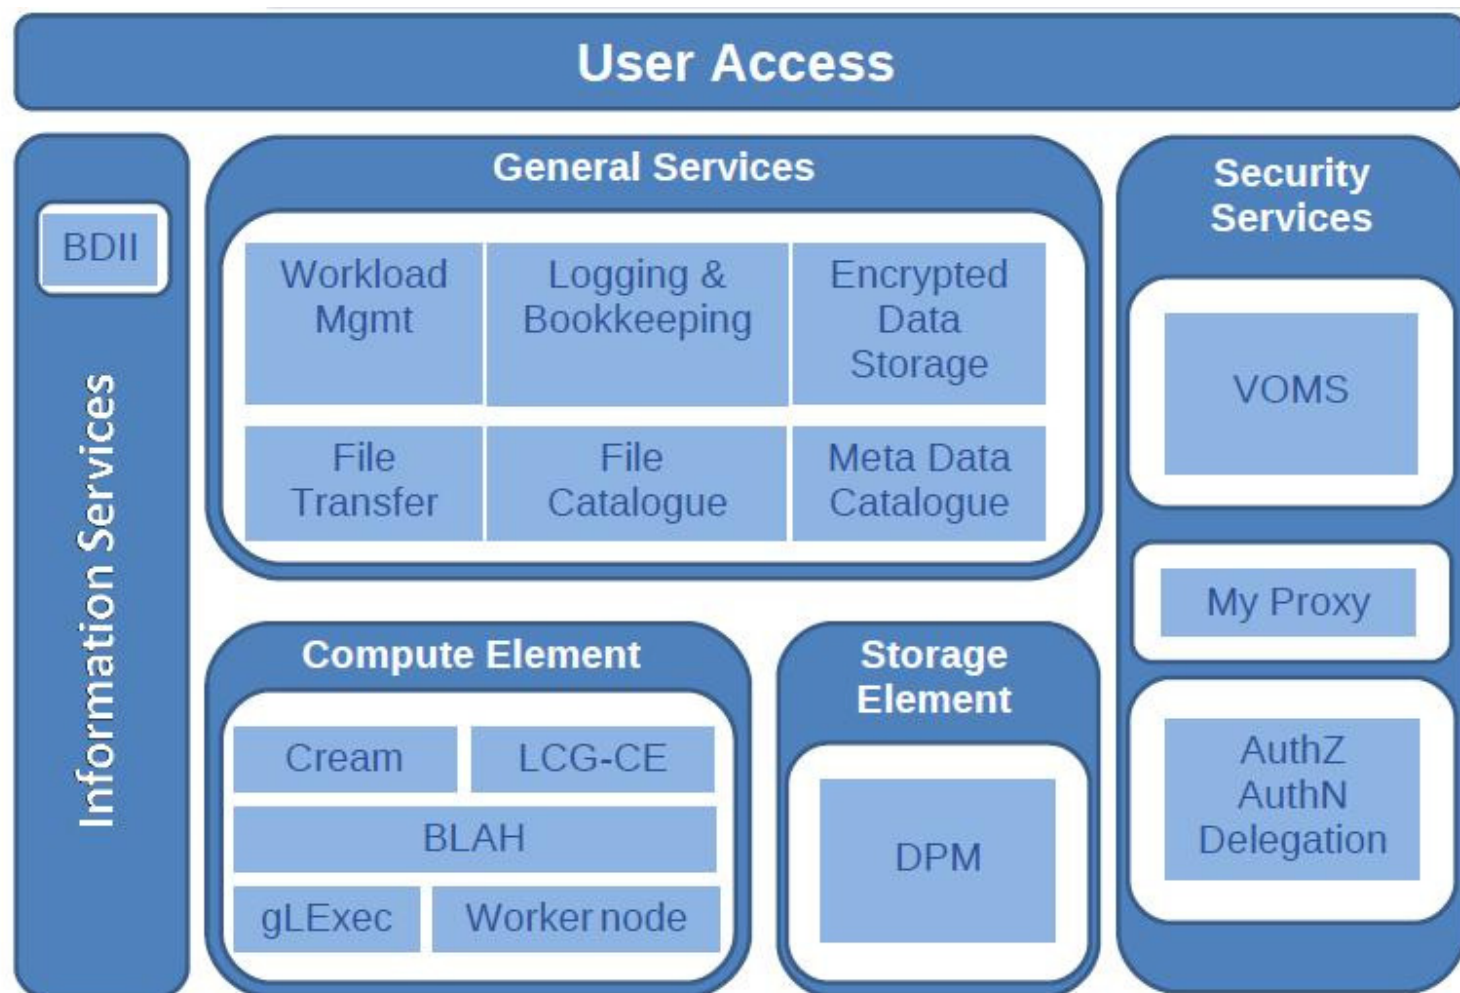 User Access
BDII
Information Services
General Services
Workload
Mgmt
Logging &
Bookkeeping
Encrypted
Data
Storage
File
Transfer
File
Catalogue
Meta Data
Catalogue
Compute Element
Cream
LCG-CE
BLAH
gLExec
Worker node
Storage
Element
DPM
Security
Services
VOMS
My Proxy
AuthZ
AuthN
Delegation